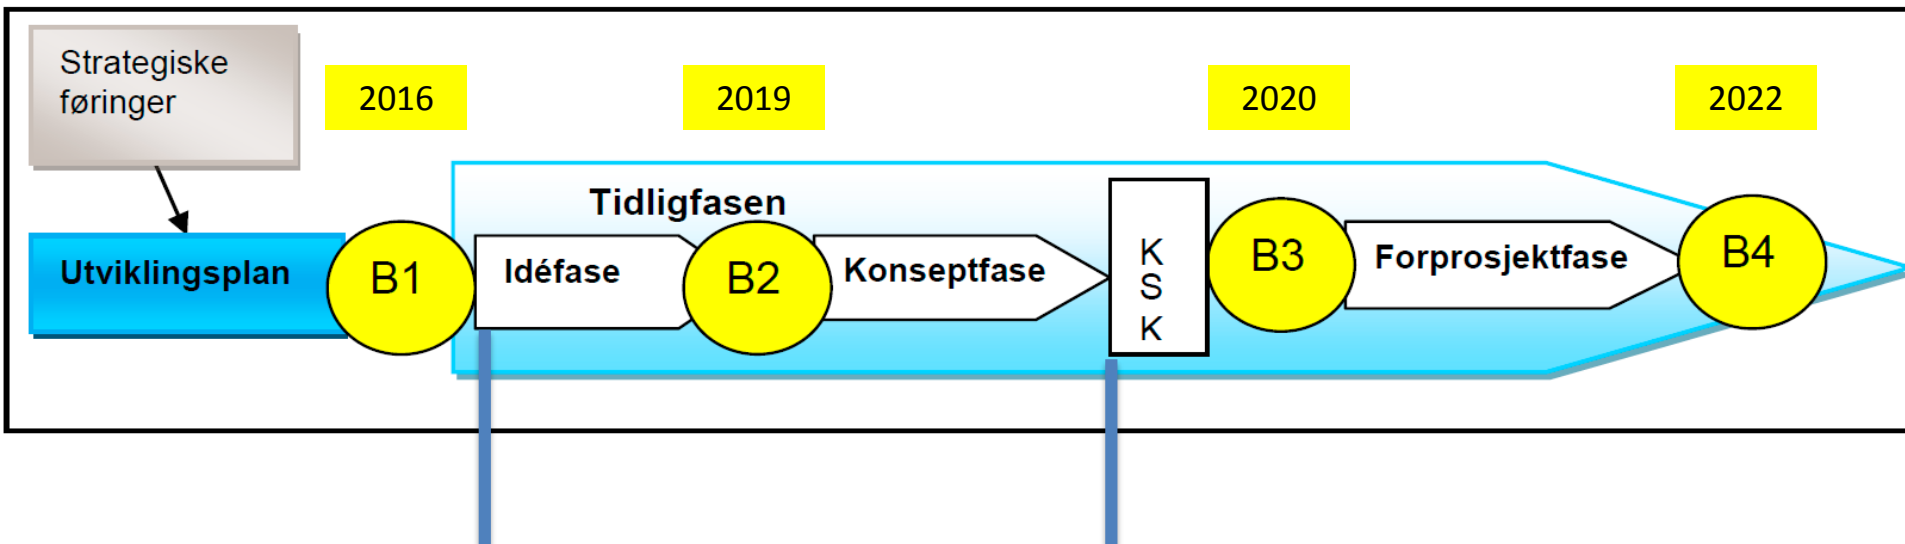 Strategiske
føringer
2016
2019
2020
2022
Tidligfasen
Utviklingsplan
B1
Idéfase
B2
Konseptfase
K
S
K
B3
Forprosjektfase
B4